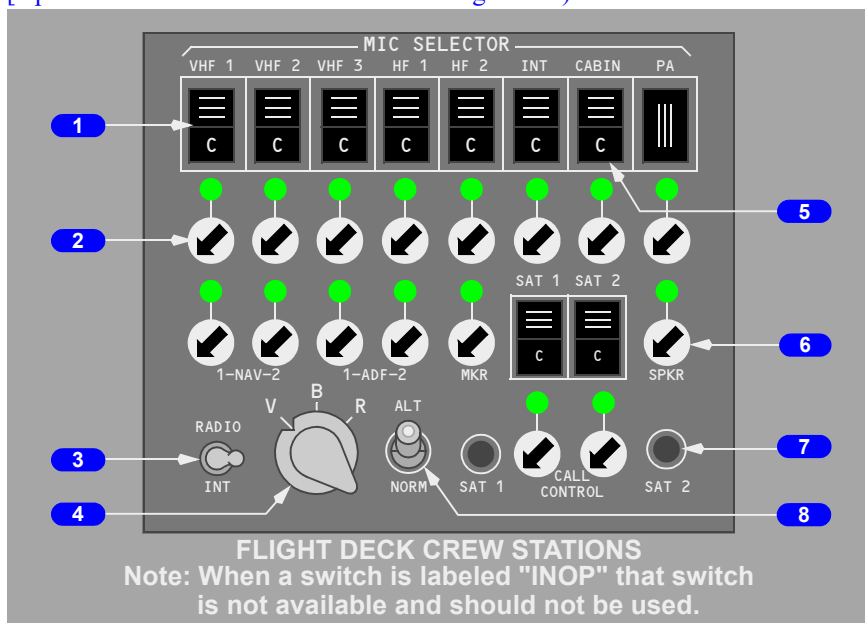 MIC SELECTOR
VHF 1 VHF 2 VHF 3 HF 1 HF 2 INT CABIN PA
1
C C C C C C C
5
2
SAT 1 SAT 2
6
C C
1-NAV-2 1-ADF-2 MKR SPKR
V B R ALT
RADIO
7
3
INT NORM SAT 1 CALL CONTROL SAT 2
4
8
FLIGHT DECK CREW STATIONS
Note: When a switch is labeled "INOP" that switch
is not available and should not be used.